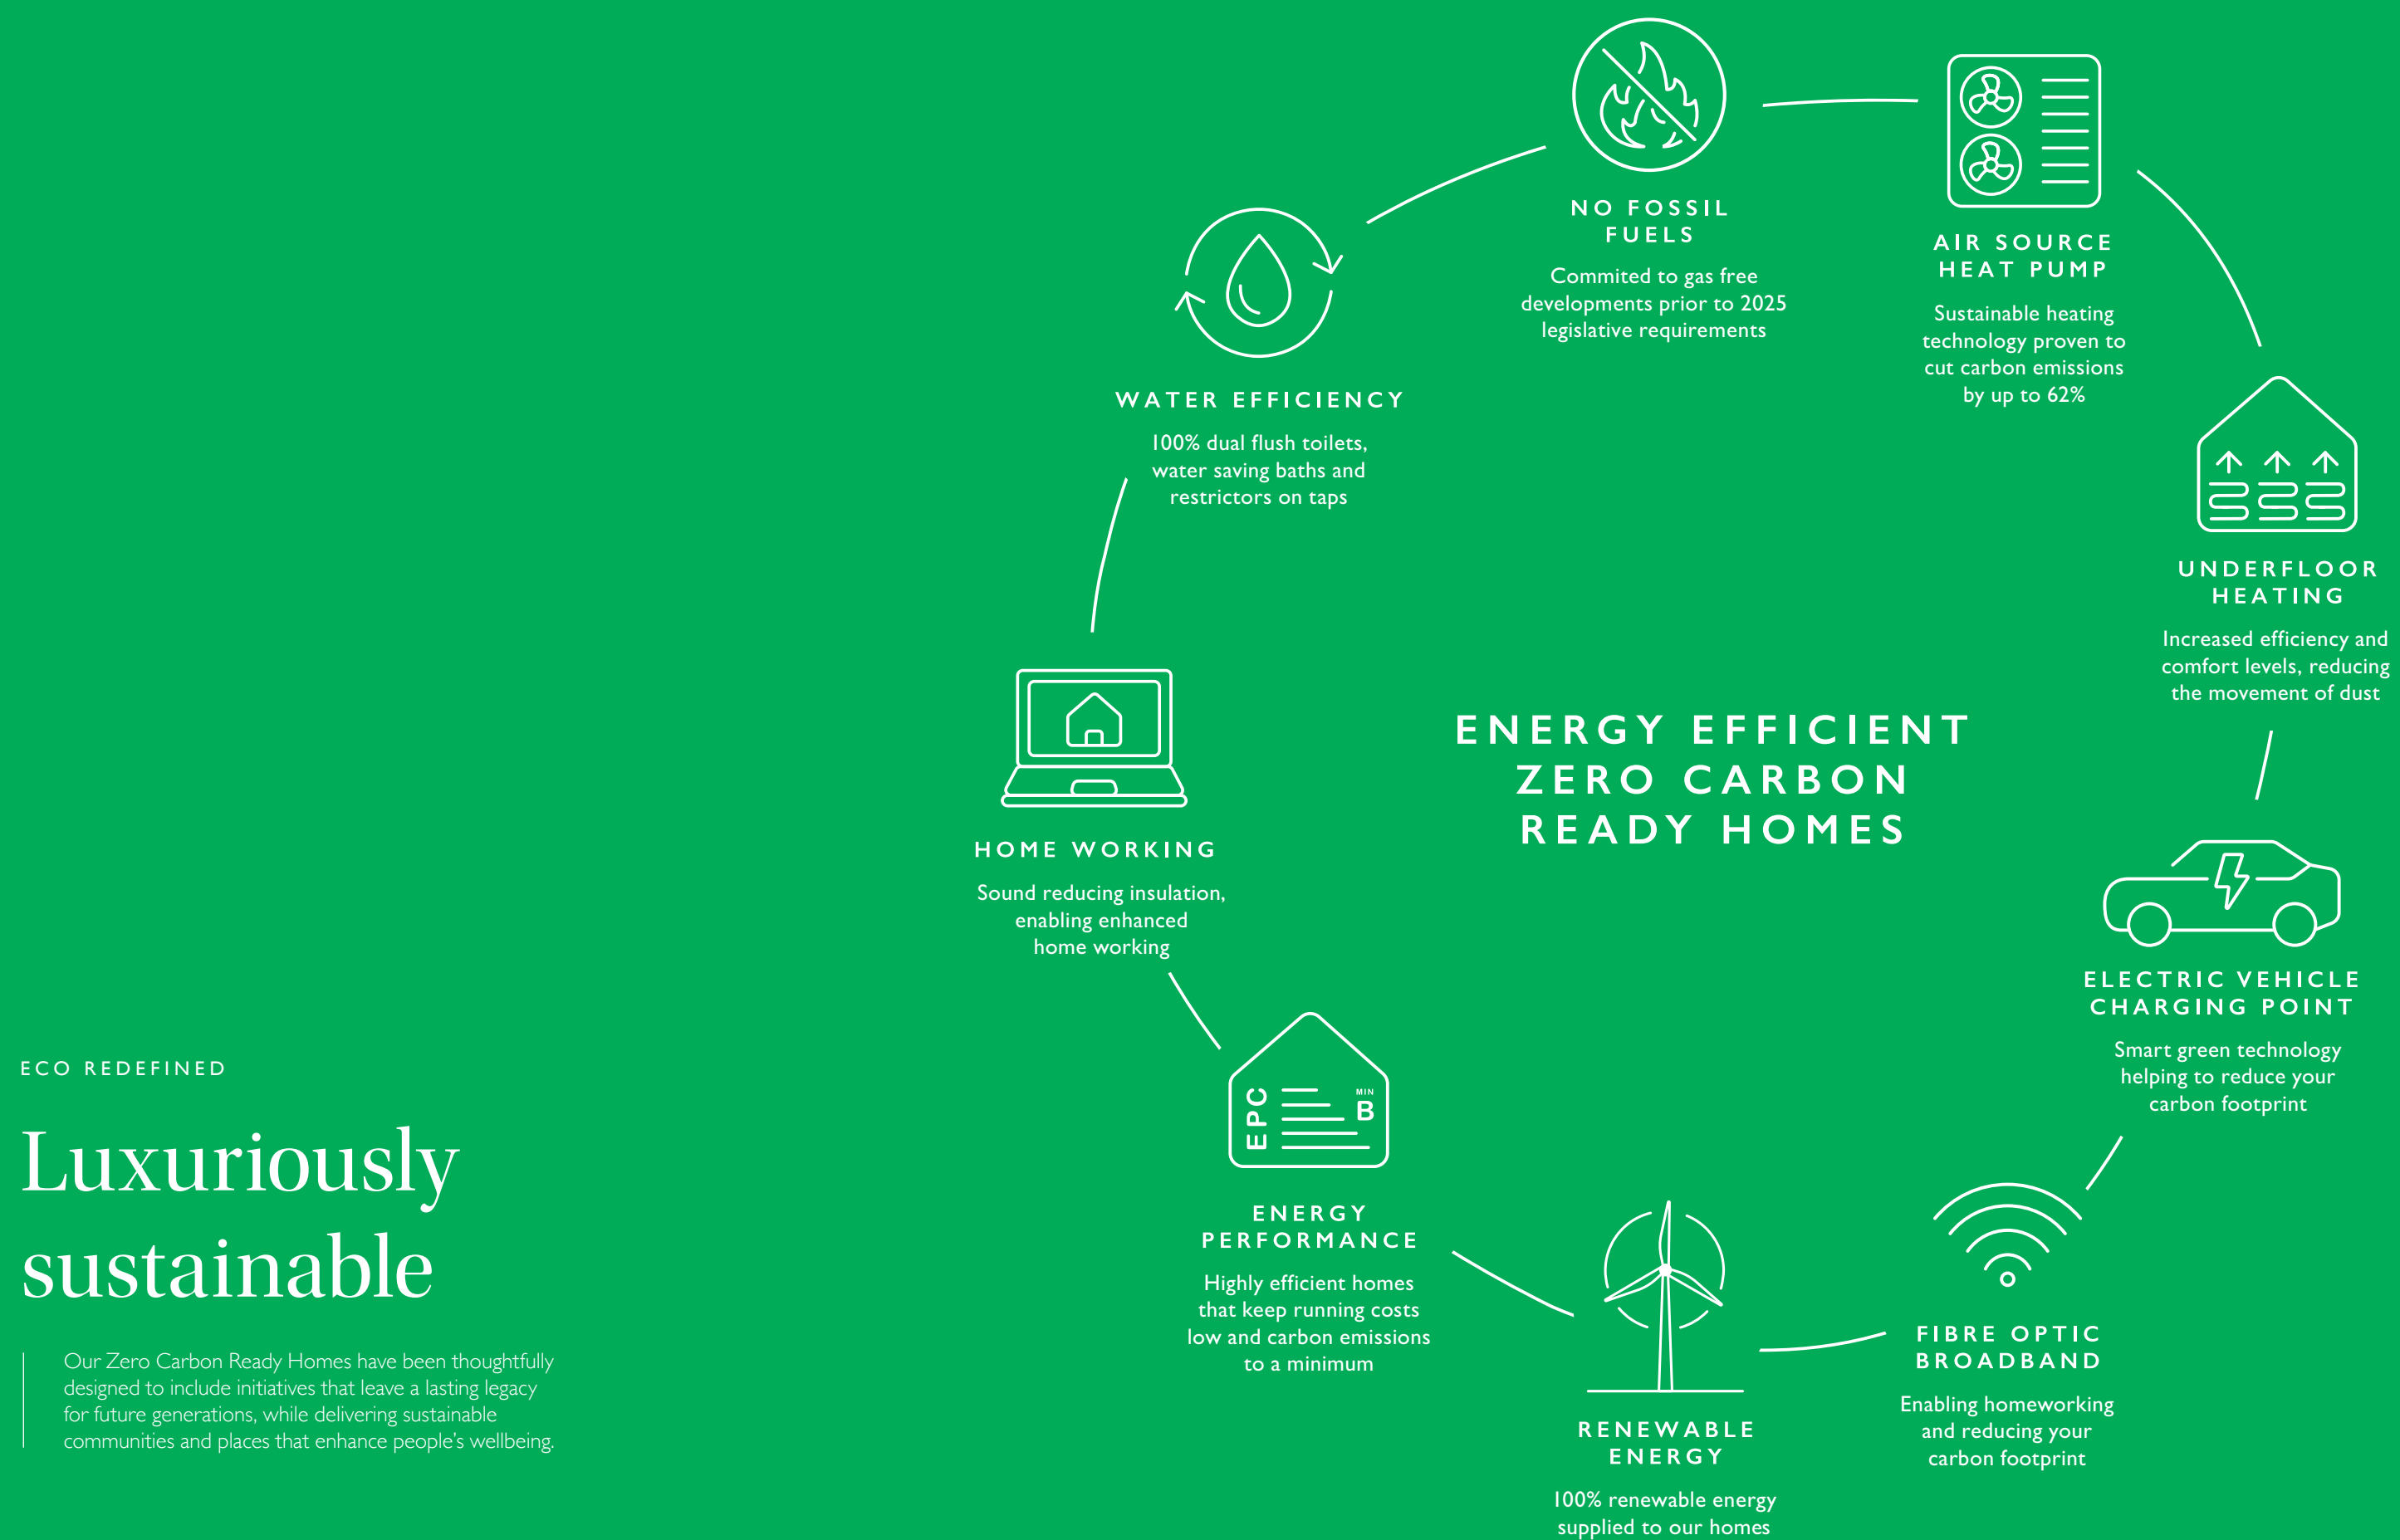 ECO REDEFINED
Luxuriously
sustainable
Our Zero Carbon Ready Homes have been thoughtfully
designed to include initiatives that leave a lasting legacy
for future generations, while delivering sustainable
communities and places that enhance people's wellbeing.
ENERGY EFFICIENT
ZERO CARBON
READY HOMES
NO FOSSIL
FUELS
Commited to gas free
developments prior to 2025
legislative requirements
AIR SOURCE
HEAT PUMP
Sustainable heating
technology proven to
cut carbon emissions
by up to 62%
UNDERFLOOR
HEATING
Increased efficiency and
comfort levels, reducing
the movement of dust
ELECTRIC VEHICLE
CHARGING POINT
Smart green technology
helping to reduce your
carbon footprint
FIBRE OPTIC
BROADBAND
Enabling homeworking
and reducing your
carbon footprint
RENEWABLE
ENERGY
100% renewable energy
supplied to our homes
EPC
MIN
B
ENERGY
PERFORMANCE
Highly efficient homes
that keep running costs
low and carbon emissions
to a minimum
HOME WORKING
Sound reducing insulation,
enabling enhanced
home working
WATER EFFICIENCY
100% dual flush toilets,
water saving baths and
restrictors on taps